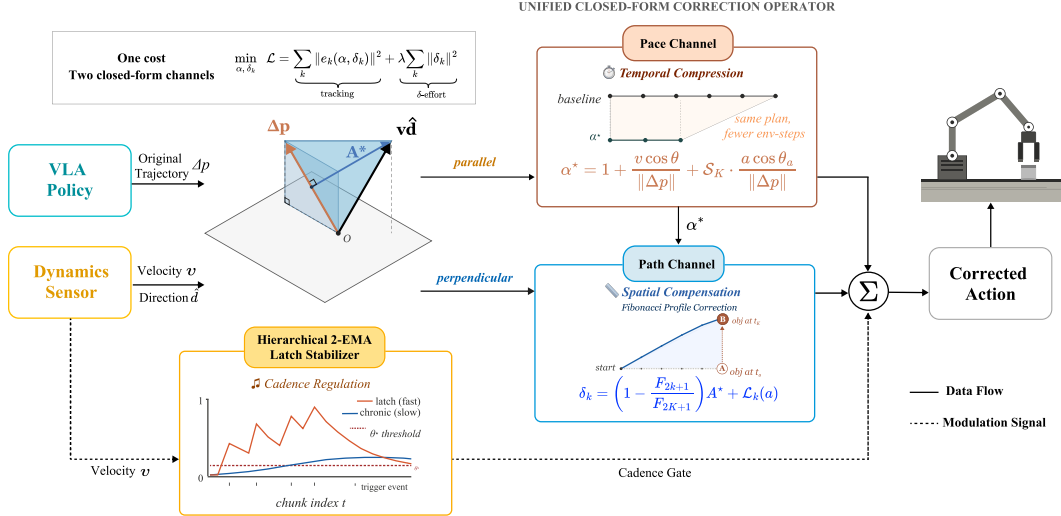 UNIFIED CLOSED-FORM CORRECTION OPERATOR
One cost
Two closed-form channels
min_{α, δ_k} ℒ = ∑_k ‖e_k(α, δ_k)‖² + λ∑_k ‖δ_k‖²
tracking
δ-effort
VLA
Policy
Original
Trajectory Δp
Dynamics
Sensor
Velocity v
Direction d̂
Δp
vd̂
A*
O
parallel
perpendicular
Pace Channel
Temporal Compression
baseline
α*
same plan,
fewer env-steps
α* = 1 + v cos θ / ‖Δp‖ + S_K · a cos θ_a / ‖Δp‖
α*
Path Channel
Spatial Compensation
Fibonacci Profile Correction
B obj at t_e
start
A obj at t_s
δ_k = (1 − F_{2k+1} / F_{2K+1}) A* + ℒ_k(a)
Σ
Corrected
Action
Hierarchical 2-EMA
Latch Stabilizer
Cadence Regulation
1
latch (fast)
chronic (slow)
θ* threshold
0
trigger event
chunk index t
Velocity v
Cadence Gate
Data Flow
Modulation Signal